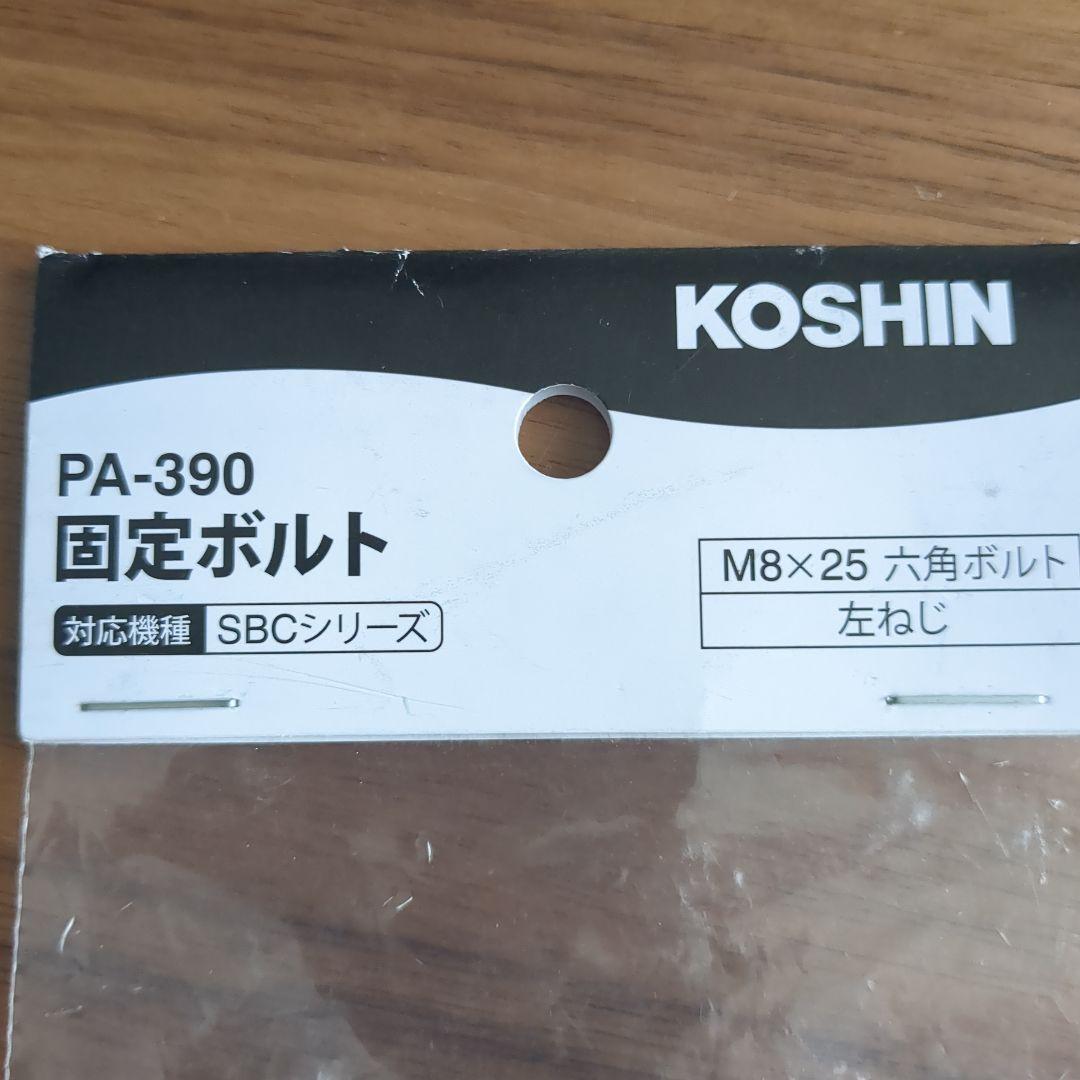 KOSHIN
PA-390
固定ボルト
対応機種 SBCシリーズ
M8×25 六角ボルト
左ねじ